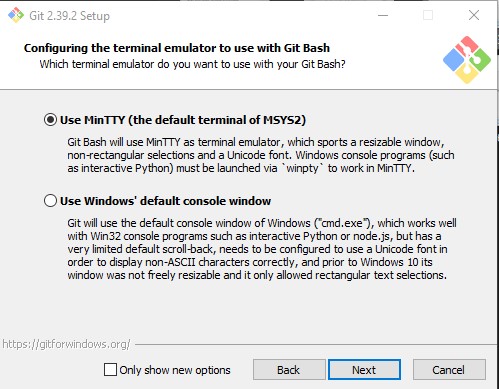 Git 2.39.2 Setup
Configuring the terminal emulator to use with Git Bash
Which terminal emulator do you want to use with your Git Bash?
Use MinTTY (the default terminal of MSYS2)
Git Bash will use MinTTY as terminal emulator, which sports a resizable window,
non-rectangular selections and a Unicode font. Windows console programs (such
as interactive Python) must be launched via `winpty` to work in MinTTY.
Use Windows' default console window
Git will use the default console window of Windows ("cmd.exe"), which works well
with Win32 console programs such as interactive Python or node.js, but has a
very limited default scroll-back, needs to be configured to use a Unicode font in
order to display non-ASCII characters correctly, and prior to Windows 10 its
window was not freely resizable and it only allowed rectangular text selections.
https://gitforwindows.org/
Only show new options
Back
Next
Cancel